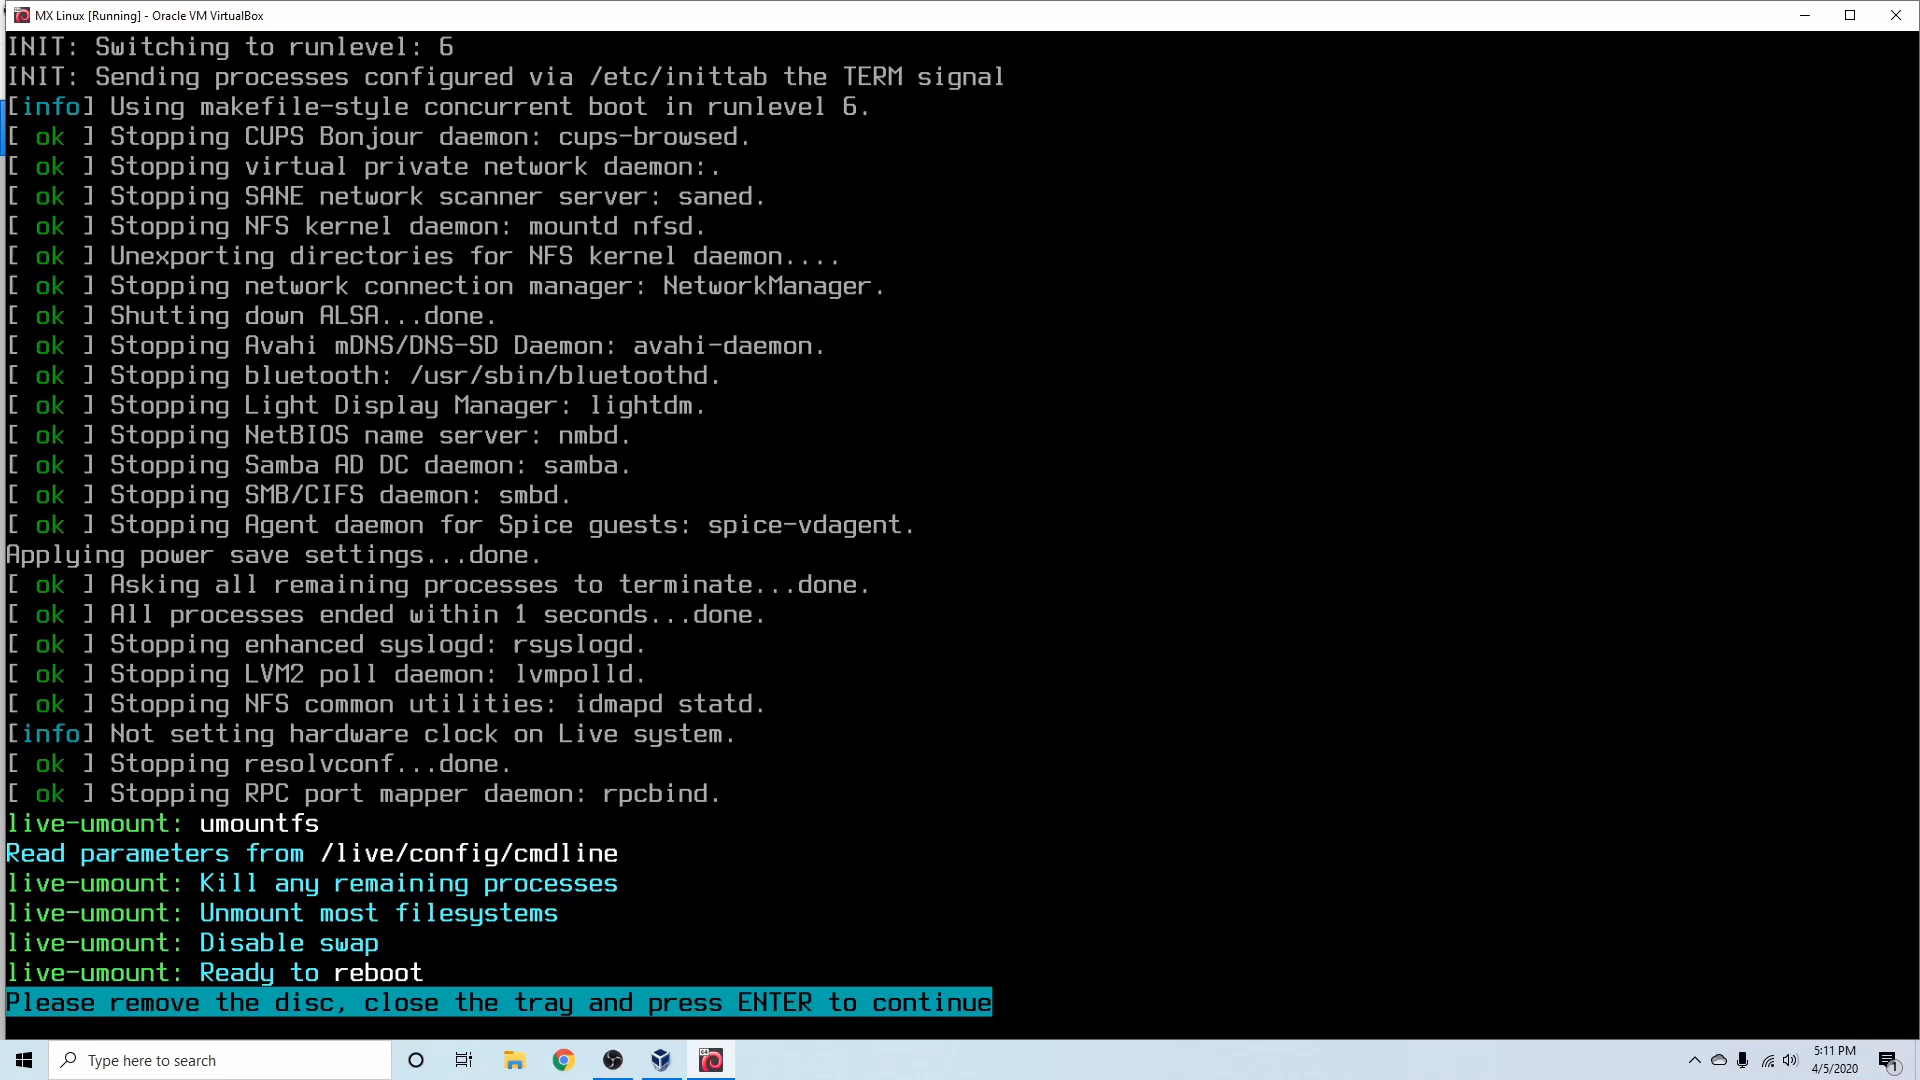 MX Linux [Running] - Oracle VM VirtualBox
INIT: Switching to runlevel: 6
INIT: Sending processes configured via /etc/inittab the TERM signal
[info] Using makefile-style concurrent boot in runlevel 6.
[ ok ] Stopping CUPS Bonjour daemon: cups-browsed.
[ ok ] Stopping virtual private network daemon:.
[ ok ] Stopping SANE network scanner server: saned.
[ ok ] Stopping NFS kernel daemon: mountd nfsd.
[ ok ] Unexporting directories for NFS kernel daemon....
[ ok ] Stopping network connection manager: NetworkManager.
[ ok ] Shutting down ALSA...done.
[ ok ] Stopping Avahi mDNS/DNS-SD Daemon: avahi-daemon.
[ ok ] Stopping bluetooth: /usr/sbin/bluetoothd.
[ ok ] Stopping Light Display Manager: lightdm.
[ ok ] Stopping NetBIOS name server: nmbd.
[ ok ] Stopping Samba AD DC daemon: samba.
[ ok ] Stopping SMB/CIFS daemon: smbd.
[ ok ] Stopping Agent daemon for Spice guests: spice-vdagent.
Applying power save settings...done.
[ ok ] Asking all remaining processes to terminate...done.
[ ok ] All processes ended within 1 seconds...done.
[ ok ] Stopping enhanced syslogd: rsyslogd.
[ ok ] Stopping LVM2 poll daemon: lvmpolld.
[ ok ] Stopping NFS common utilities: idmapd statd.
[info] Not setting hardware clock on Live system.
[ ok ] Stopping resolvconf...done.
[ ok ] Stopping RPC port mapper daemon: rpcbind.
live-umount: umountfs
Read parameters from /live/config/cmdline
live-umount: Kill any remaining processes
live-umount: Unmount most filesystems
live-umount: Disable swap
live-umount: Ready to reboot
Please remove the disc, close the tray and press ENTER to continue
Type here to search
5:11 PM
4/5/2020
1